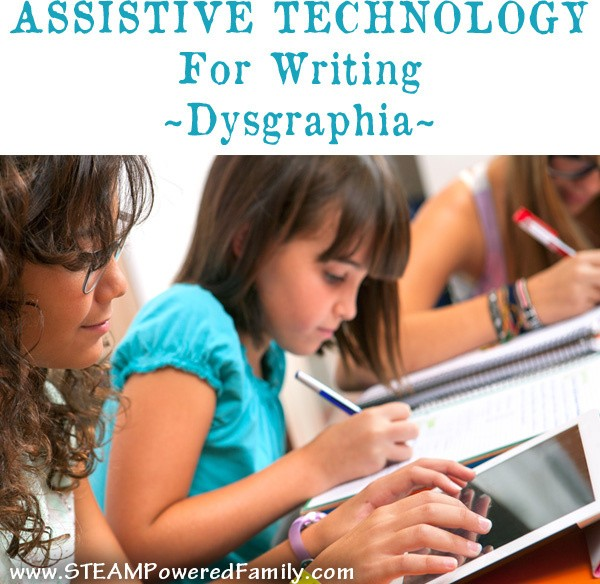 ASSISTIVE TECHNOLOGY
For Writing
~Dysgraphia~
www.STEAMPoweredFamily.com